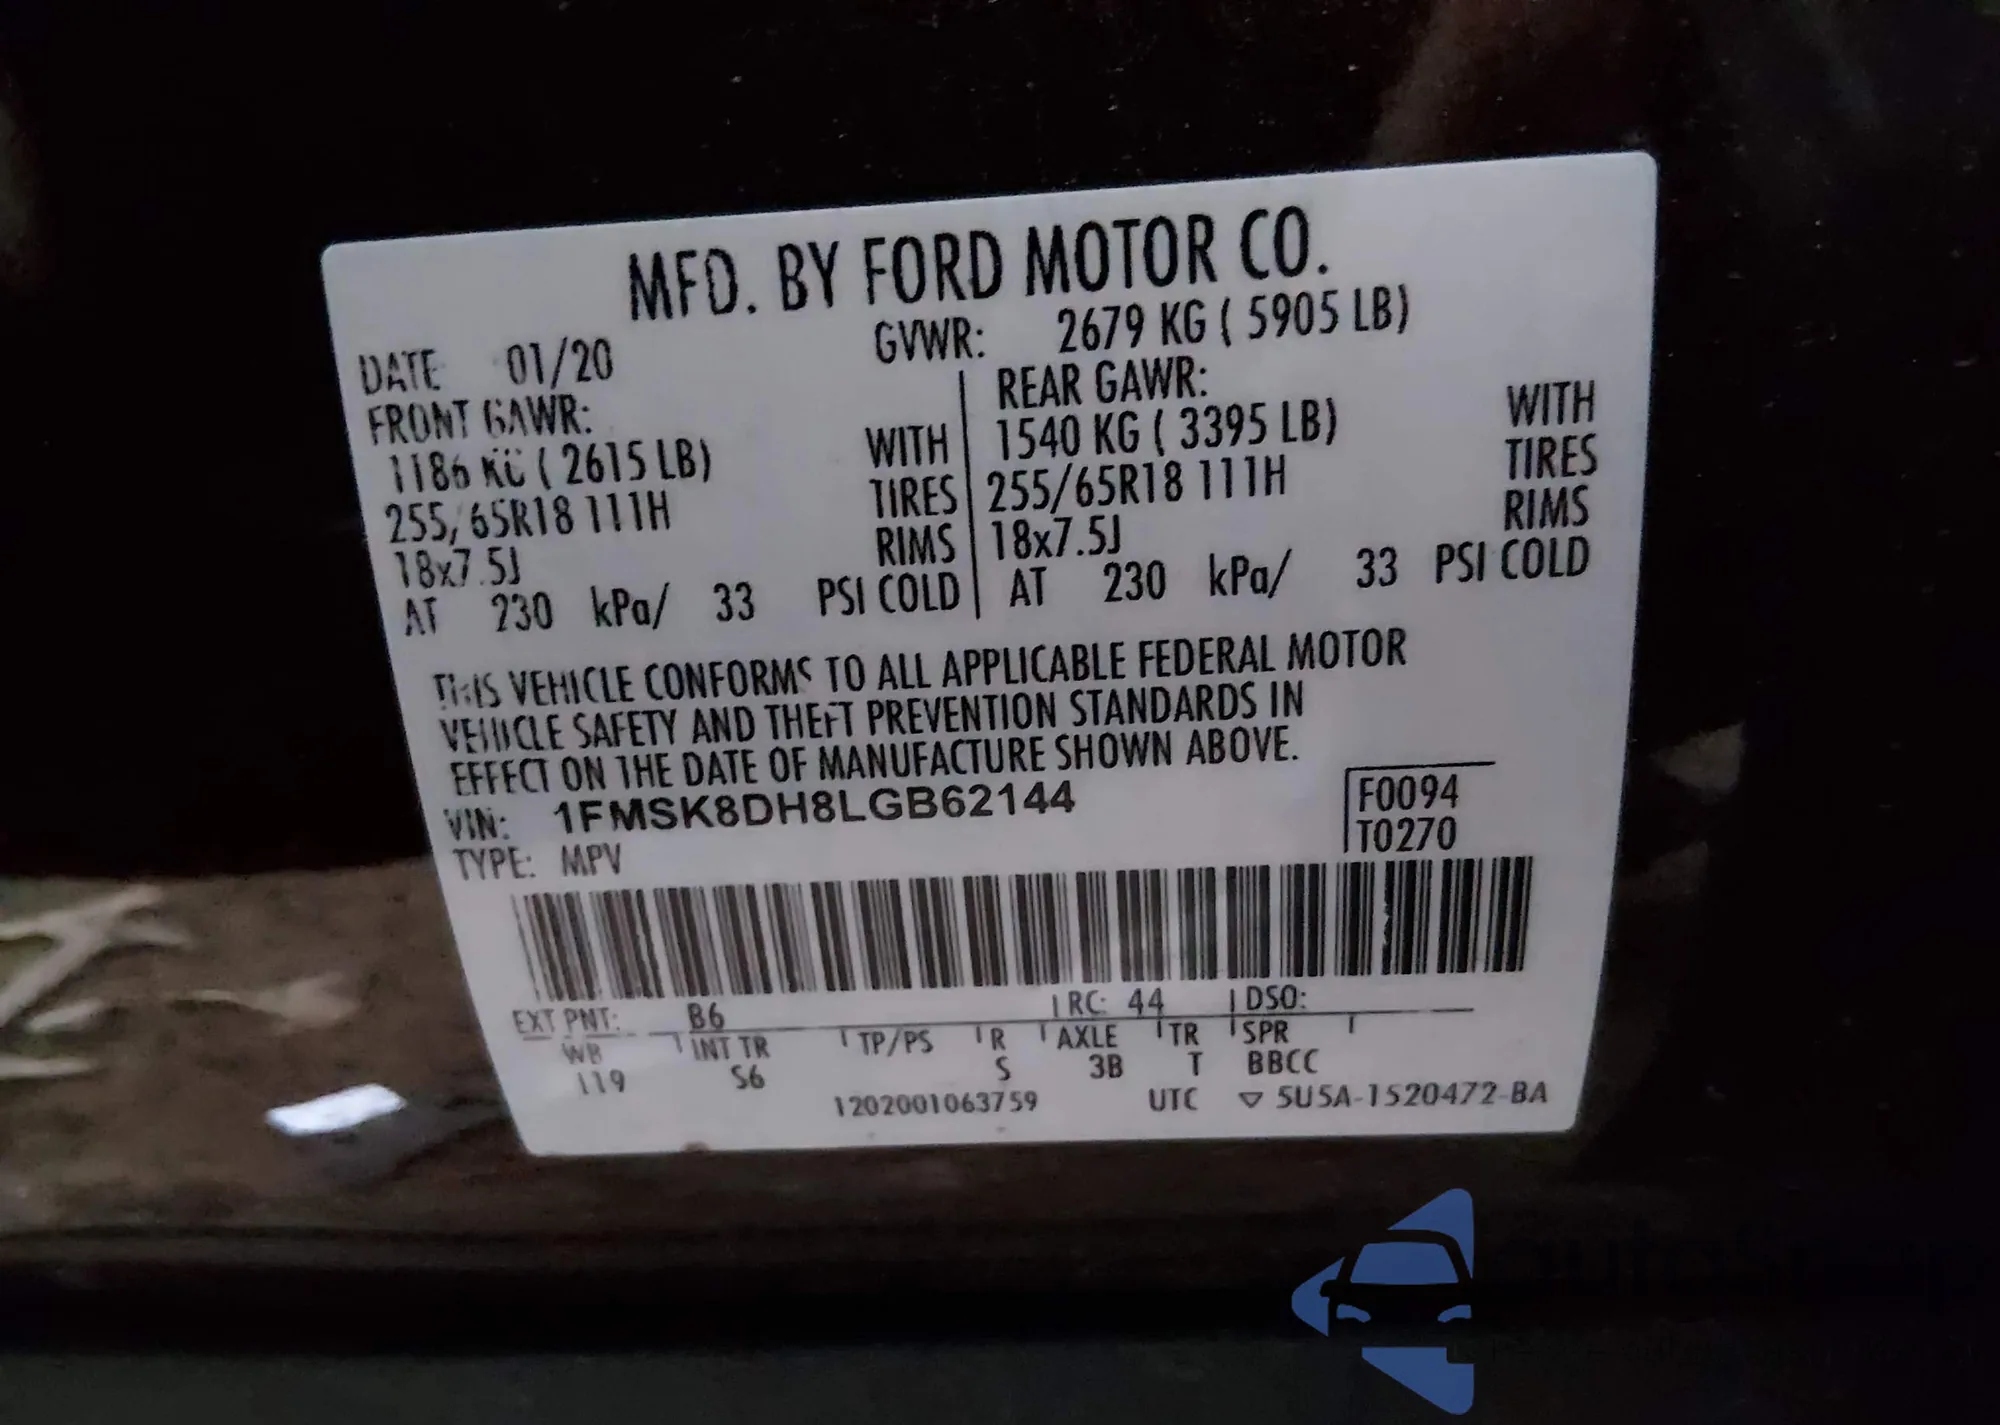 MFD. BY FORD MOTOR CO.
DATE 01/20 GVWR: 2679 KG ( 5905 LB)
FRONT GAWR: REAR GAWR:
1186 KG ( 2615 LB) WITH 1540 KG ( 3395 LB) WITH
255/65R18 111H TIRES 255/65R18 111H TIRES
18x7.5J RIMS 18x7.5J RIMS
AT 230 kPa/ 33 PSI COLD AT 230 kPa/ 33 PSI COLD
THIS VEHICLE CONFORMS TO ALL APPLICABLE FEDERAL MOTOR
VEHICLE SAFETY AND THEFT PREVENTION STANDARDS IN
EFFECT ON THE DATE OF MANUFACTURE SHOWN ABOVE.
VIN: 1FMSK8DH8LGB62144 F0094
TYPE: MPV T0270
EXT PNT: B6 RC: 44 DSO:
WB INT TR TP/PS R AXLE TR SPR
119 S6 S 3B T BBCC
1202001063759 UTC ▽ 5U5A-1520472-BA